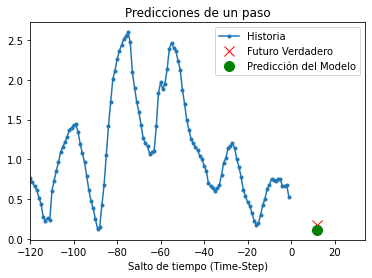 Predicciones de un paso
Historia
Futuro Verdadero
Predicción del Modelo
2.5
2.0
1.5
1.0
0.5
0.0
−120 −100 −80 −60 −40 −20 0 20
Salto de tiempo (Time-Step)